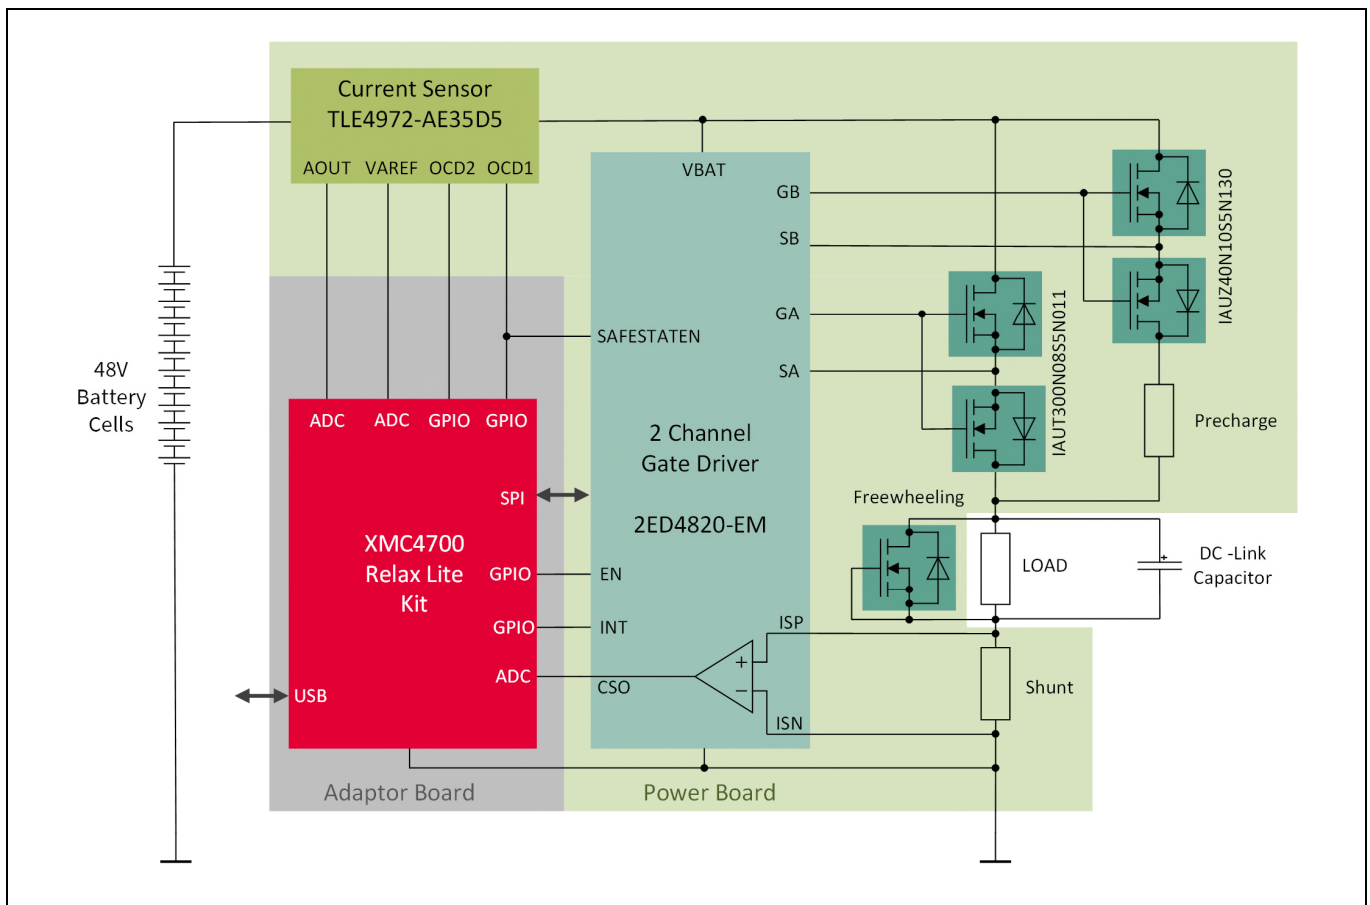 Current Sensor
TLE4972-AE35D5
AOUT VAREF OCD2 OCD1
VBAT
GB
SB
IAUZ40N10S5N130
GA
SA
IAUT300N08S5N011
SAFESTATEN
48V
Battery
Cells
ADC ADC GPIO GPIO
2 Channel
Gate Driver
2ED4820-EM
Precharge
SPI
XMC4700
Relax Lite
Kit
Freewheeling
GPIO
EN
LOAD
DC -Link
Capacitor
GPIO
INT
ISP
+
ADC
CSO
−
ISN
Shunt
USB
Adaptor Board
Power Board
+